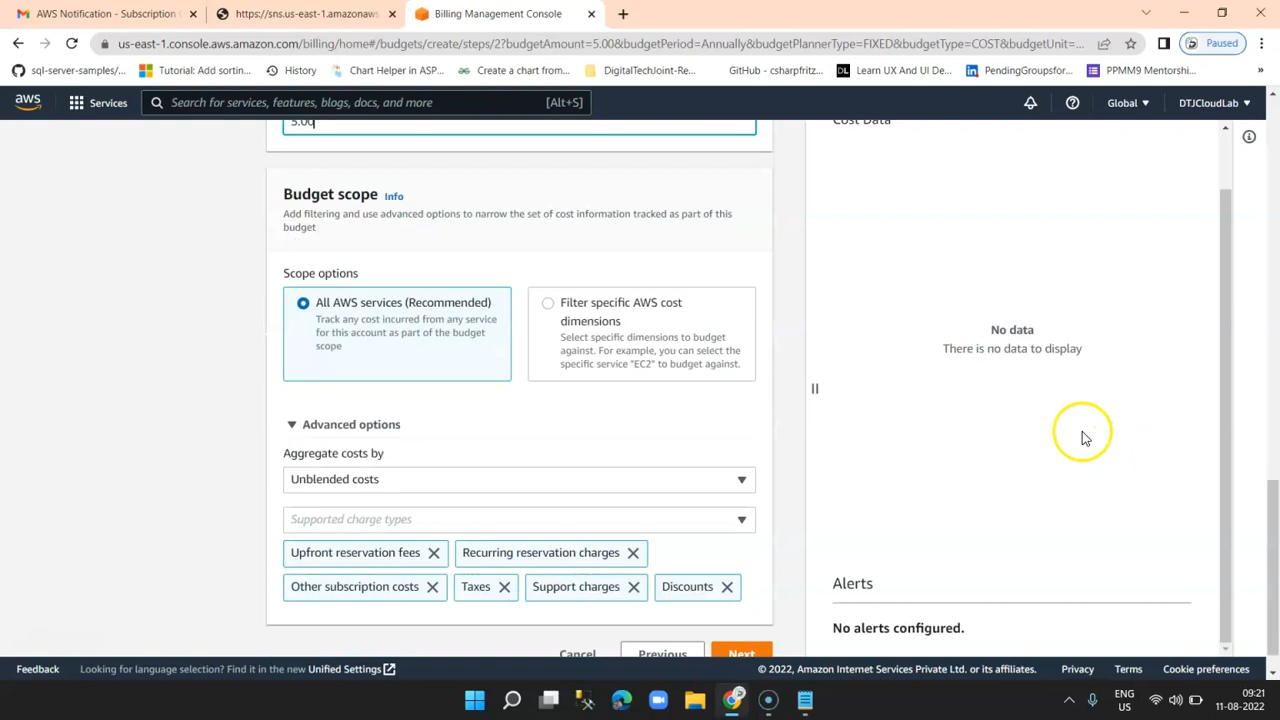 AWS Notification - Subscription C
https://sns.us-east-1.amazonaws
Billing Management Console
us-east-1.console.aws.amazon.com/billing/home#/budgets/create/steps/2?budgetAmount=5.00&budgetPeriod=Annually&budgetPlannerType=FIXED&budgetType=COST&budgetUnit=...
Paused
sql-server-samples/...
Tutorial: Add sortin...
History
Chart Helper in ASP...
Create a chart from...
DigitalTechJoint-Re...
GitHub - csharpfritz...
DL
Learn UX And UI De...
PendingGroupsfor...
PPMM9 Mentorshi...
aws
Services
Search for services, features, blogs, docs, and more
[Alt+S]
Global
DTJCloudLab
5.00
Cost Data
Budget scope Info
Add filtering and use advanced options to narrow the set of cost information tracked as part of this
budget
Scope options
All AWS services (Recommended)
Track any cost incurred from any service
for this account as part of the budget
scope
Filter specific AWS cost
dimensions
Select specific dimensions to budget
against. For example, you can select the
specific service "EC2" to budget against.
No data
There is no data to display
Advanced options
Aggregate costs by
Unblended costs
Supported charge types
Upfront reservation fees
Recurring reservation charges
Other subscription costs
Taxes
Support charges
Discounts
Alerts
No alerts configured.
Cancel
Previous
Next
Feedback
Looking for language selection? Find it in the new Unified Settings
© 2022, Amazon Internet Services Private Ltd. or its affiliates.
Privacy
Terms
Cookie preferences
ENG
US
09:21
11-08-2022